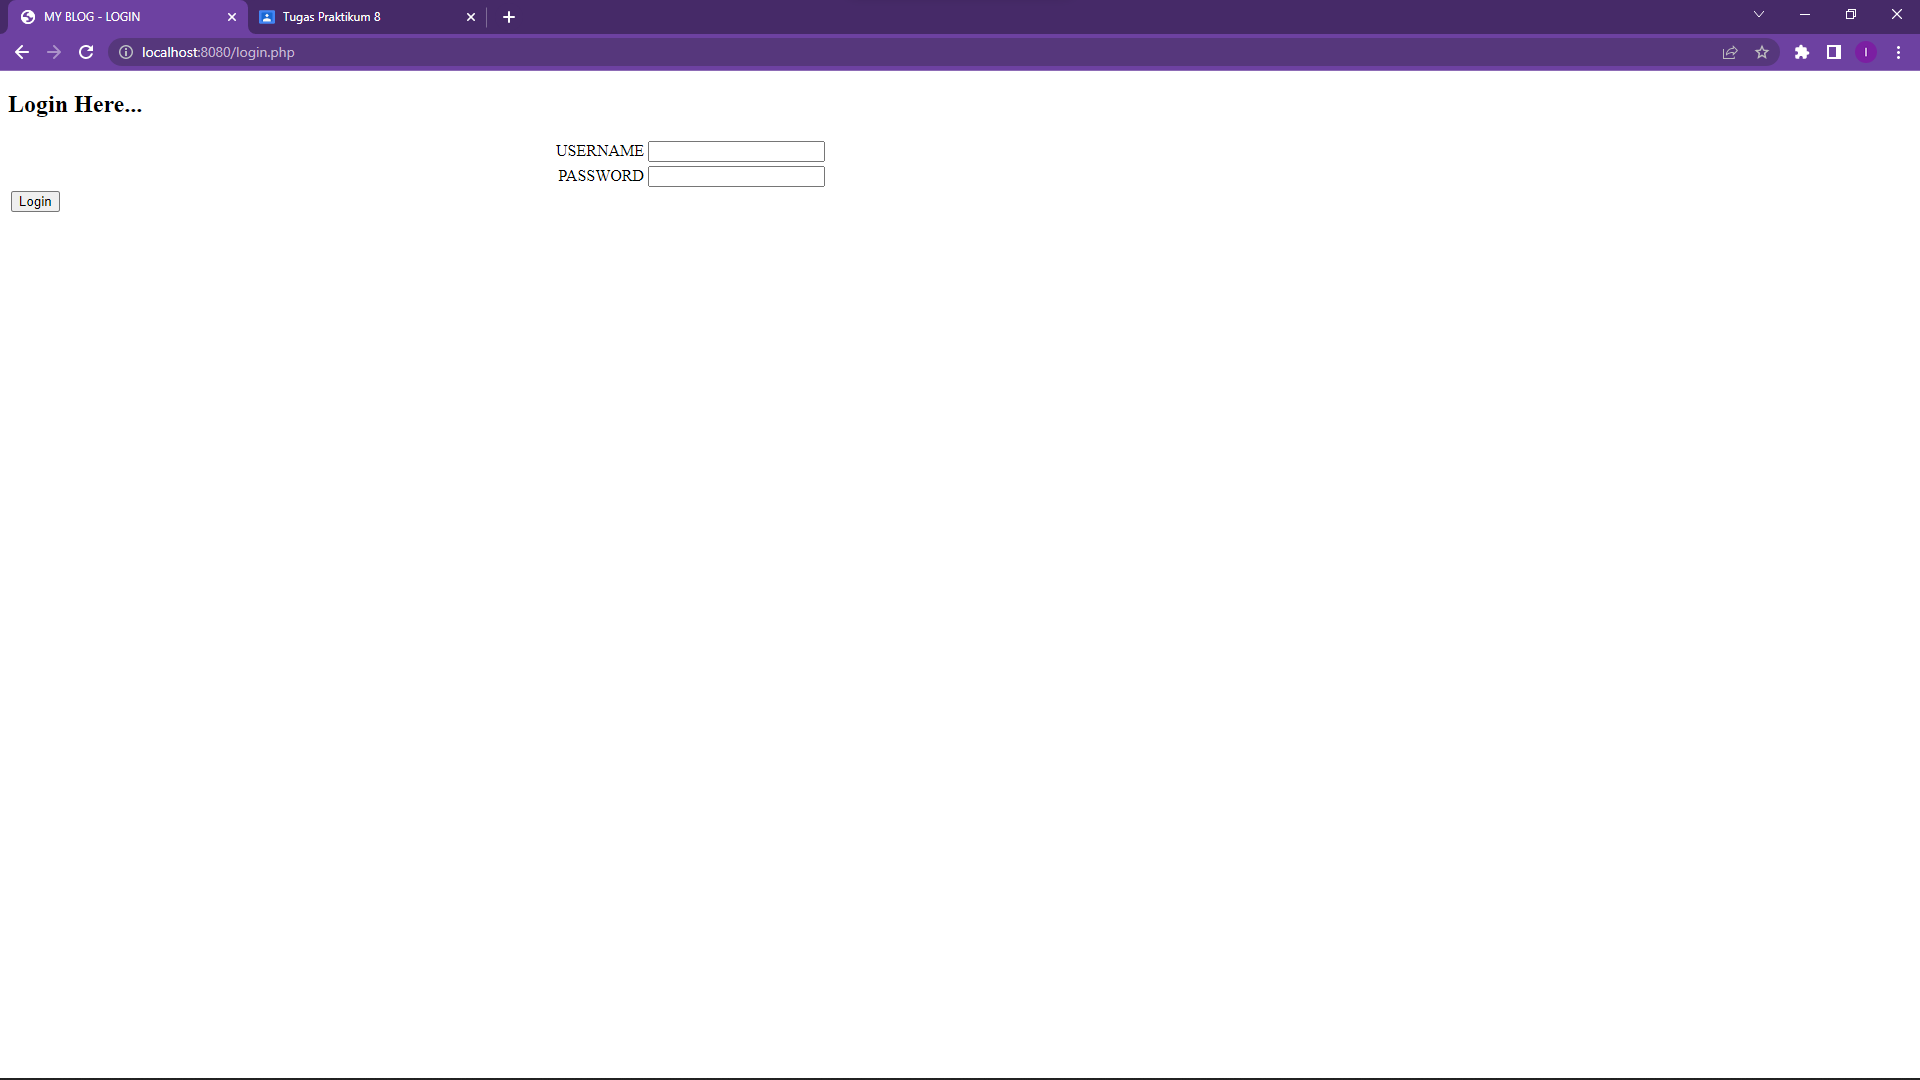 MY BLOG - LOGIN
Tugas Praktikum 8
localhost:8080/login.php
I
Login Here...
USERNAME
PASSWORD
Login